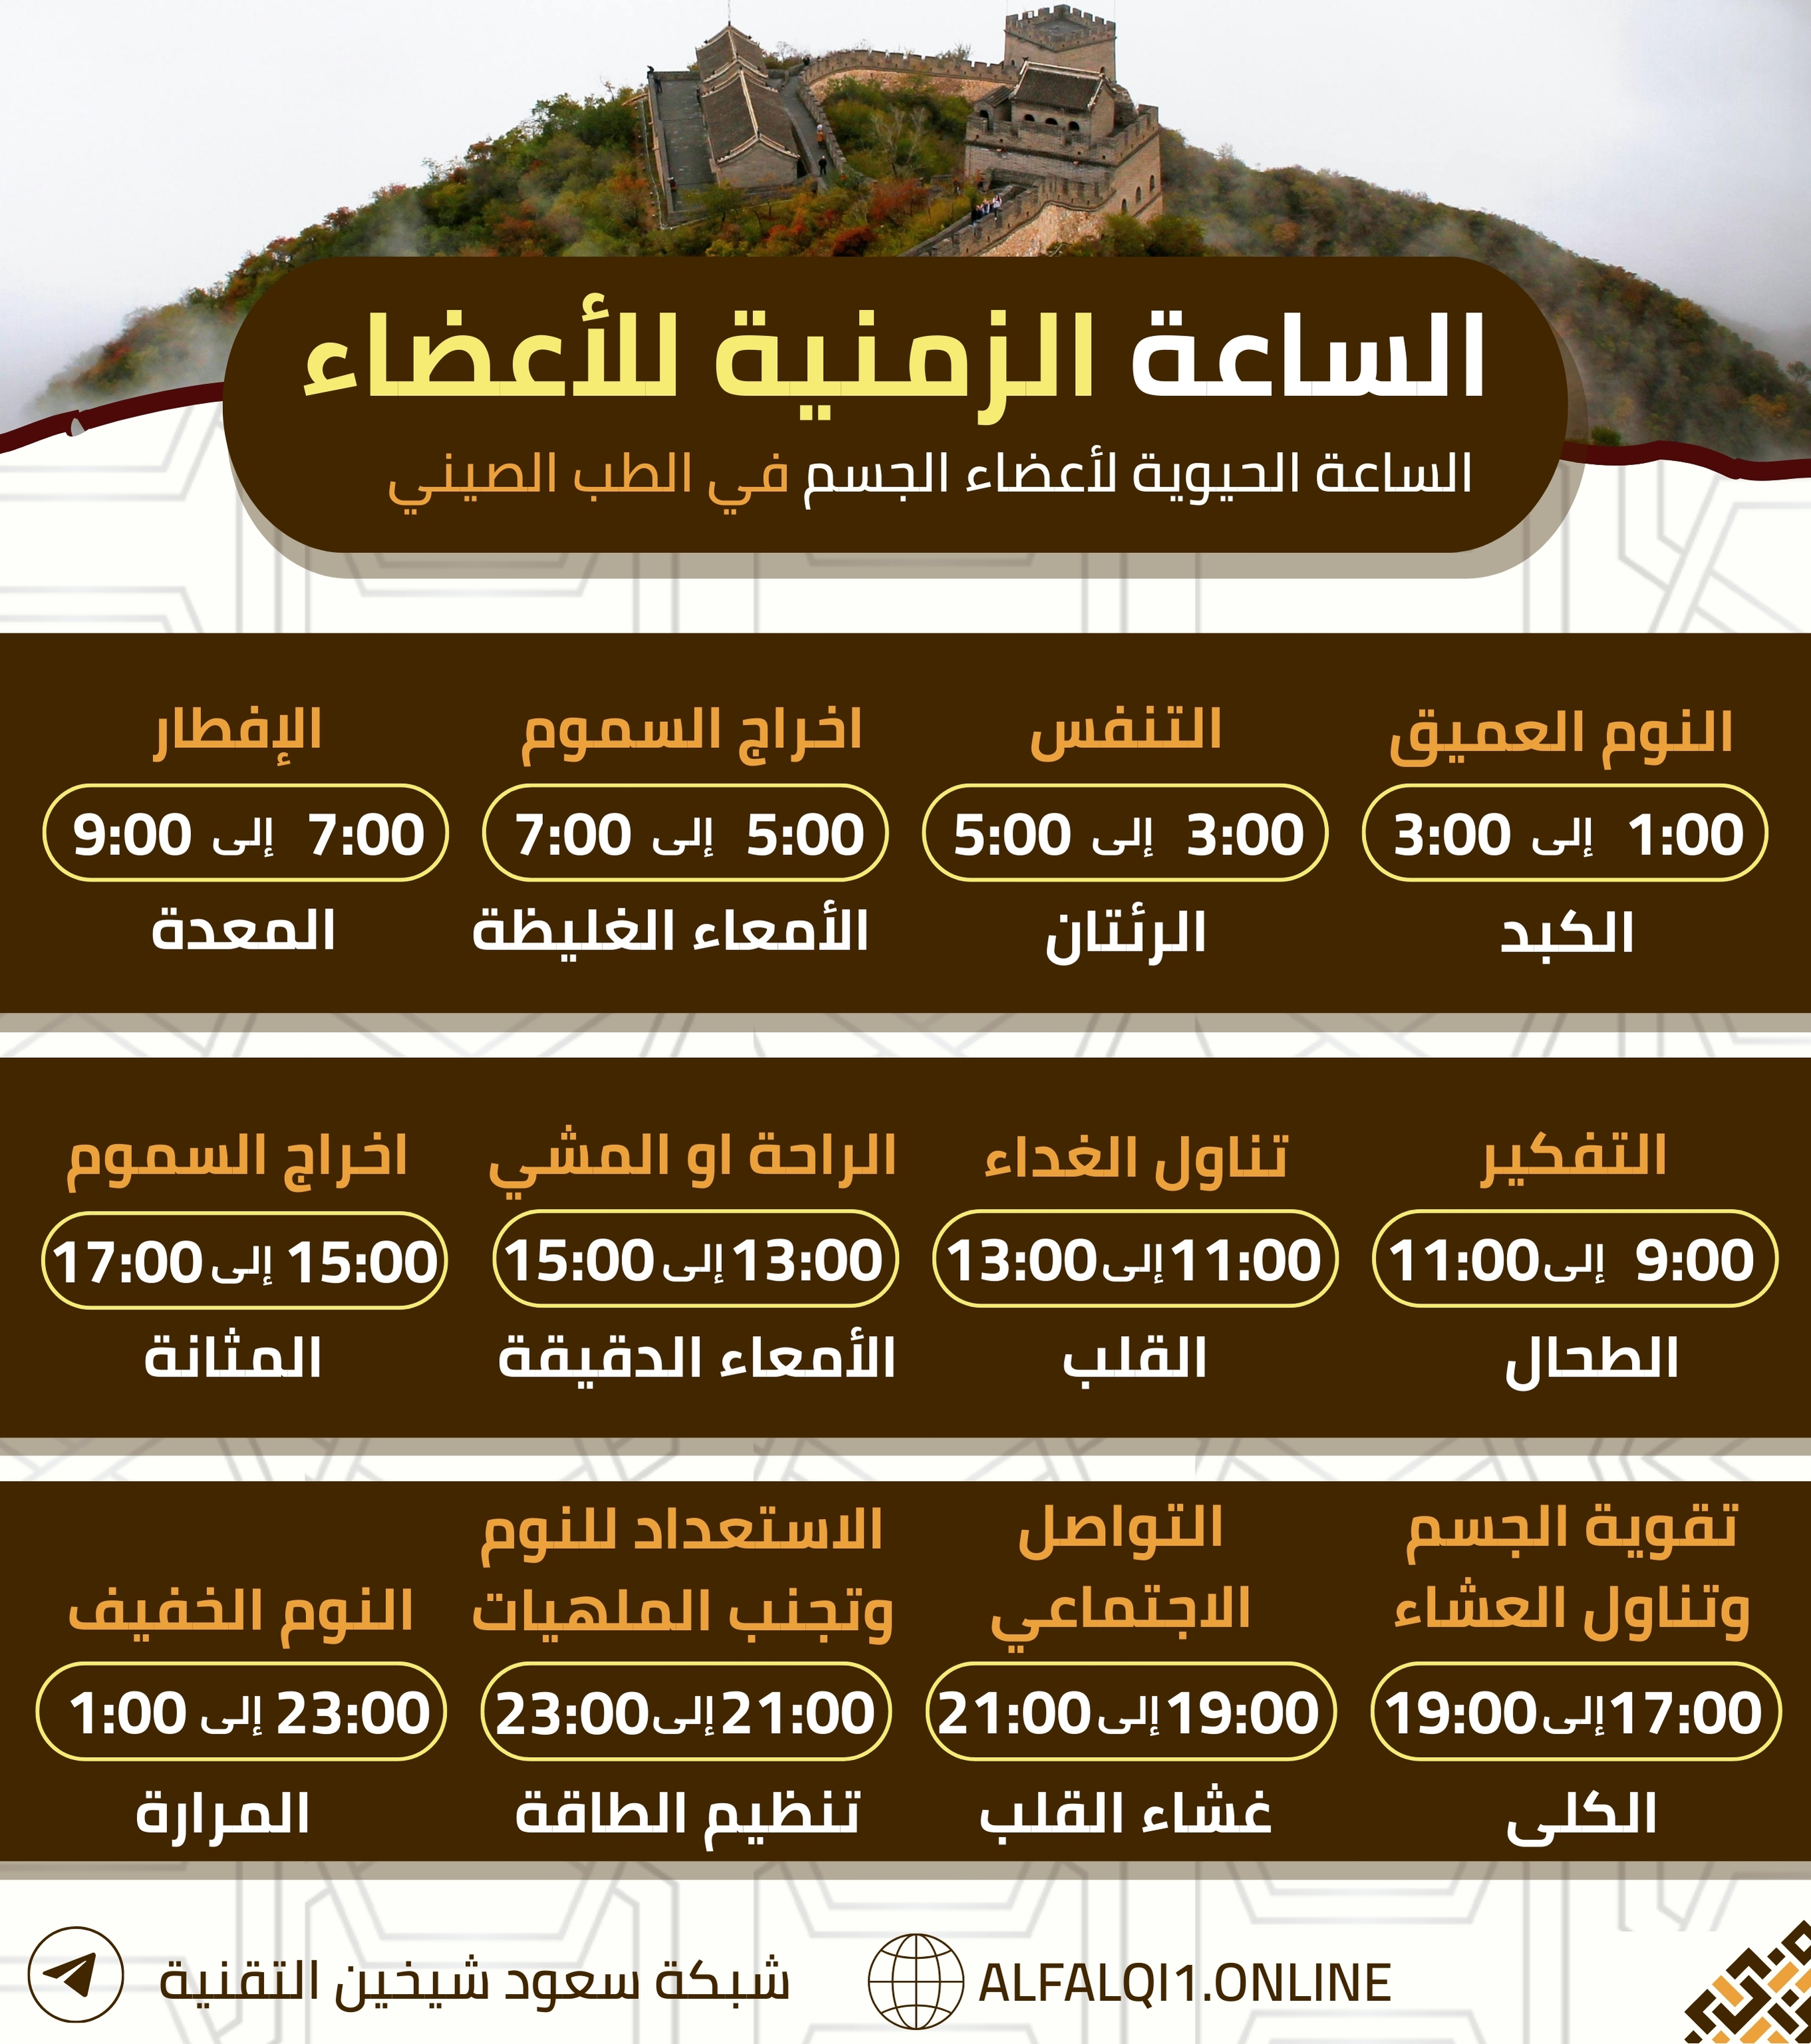 الساعة الزمنية للأعضاء
الساعة الحيوية لأعضاء الجسم في الطب الصيني
النوم العميق
1:00 إلى 3:00
الكبد
التنفس
3:00 إلى 5:00
الرئتان
اخراج السموم
5:00 إلى 7:00
الأمعاء الغليظة
الإفطار
7:00 إلى 9:00
المعدة
التفكير
9:00 إلى 11:00
الطحال
تناول الغداء
11:00 إلى 13:00
القلب
الراحة او المشي
13:00 إلى 15:00
الأمعاء الدقيقة
اخراج السموم
15:00 إلى 17:00
المثانة
تقوية الجسم
وتناول العشاء
17:00 إلى 19:00
الكلى
التواصل
الاجتماعي
19:00 إلى 21:00
غشاء القلب
الاستعداد للنوم
وتجنب الملهيات
21:00 إلى 23:00
تنظيم الطاقة
النوم الخفيف
23:00 إلى 1:00
المرارة
ALFALQI1.ONLINE
شبكة سعود شيخين التقنية